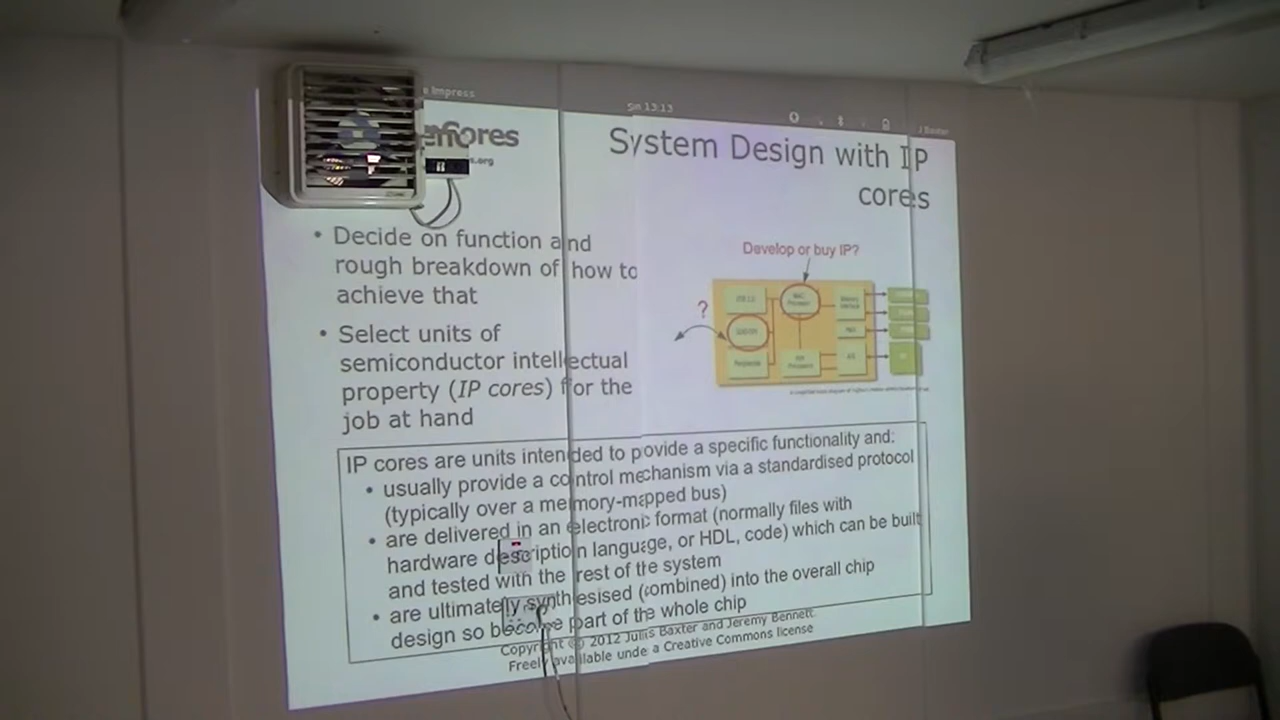 e Impress
Sn 13:13
J Baxter
System Design with IP
cores
Decide on function and
rough breakdown of how to
achieve that
Select units of
semiconductor intellectual
property (IP cores) for the
job at hand
Develop or buy IP?
?
IP cores are units intended to provide a specific functionality and:
usually provide a control mechanism via a standardised protocol
(typically over a memory-mapped bus)
are delivered in an electronic format (normally files with
hardware description language, or HDL, code) which can be built
and tested with the rest of the system
are ultimately synthesised (combined) into the overall chip
design so become part of the whole chip
Copyright © 2012 Julius Baxter and Jeremy Bennett.
Freely available under a Creative Commons license